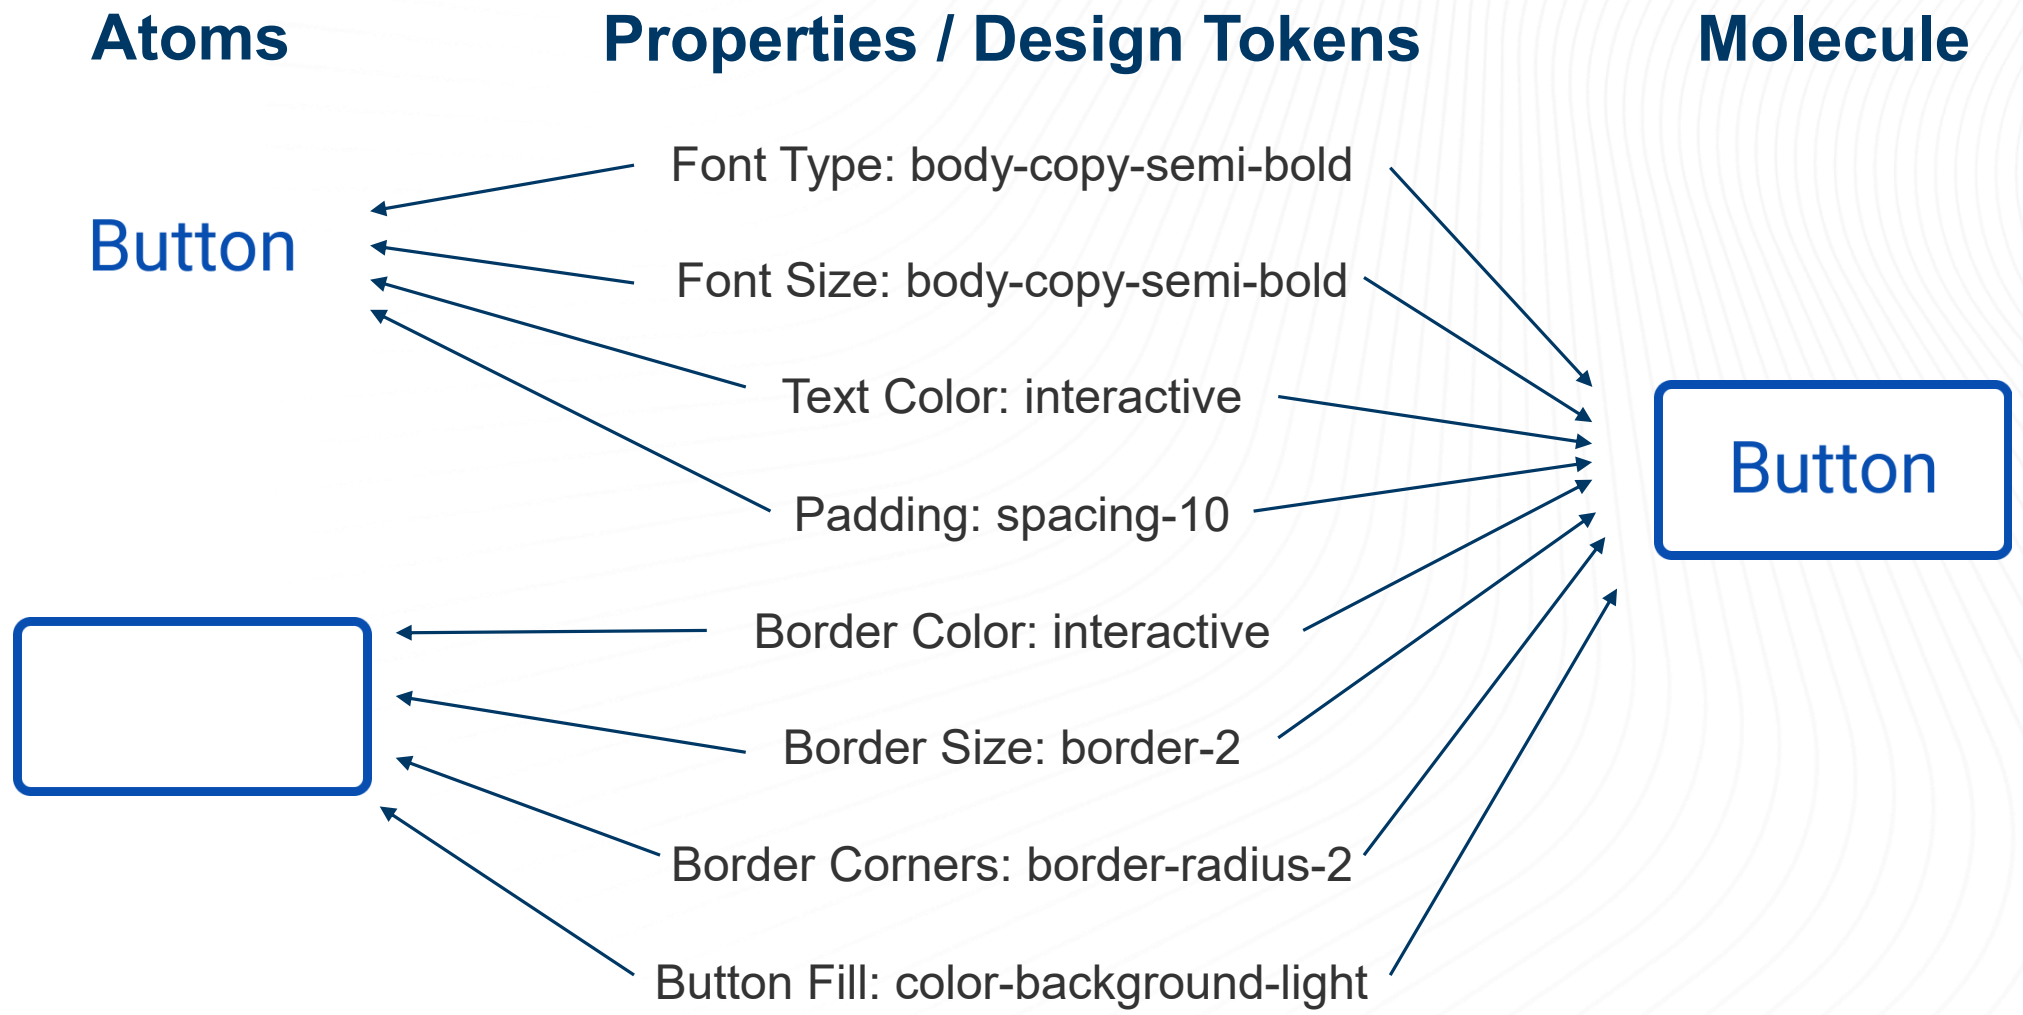 Atoms
Properties / Design Tokens
Molecule
Font Type: body-copy-semi-bold
Button
Font Size: body-copy-semi-bold
Text Color: interactive
Button
Padding: spacing-10
Border Color: interactive
Border Size: border-2
Border Corners: border-radius-2
Button Fill: color-background-light